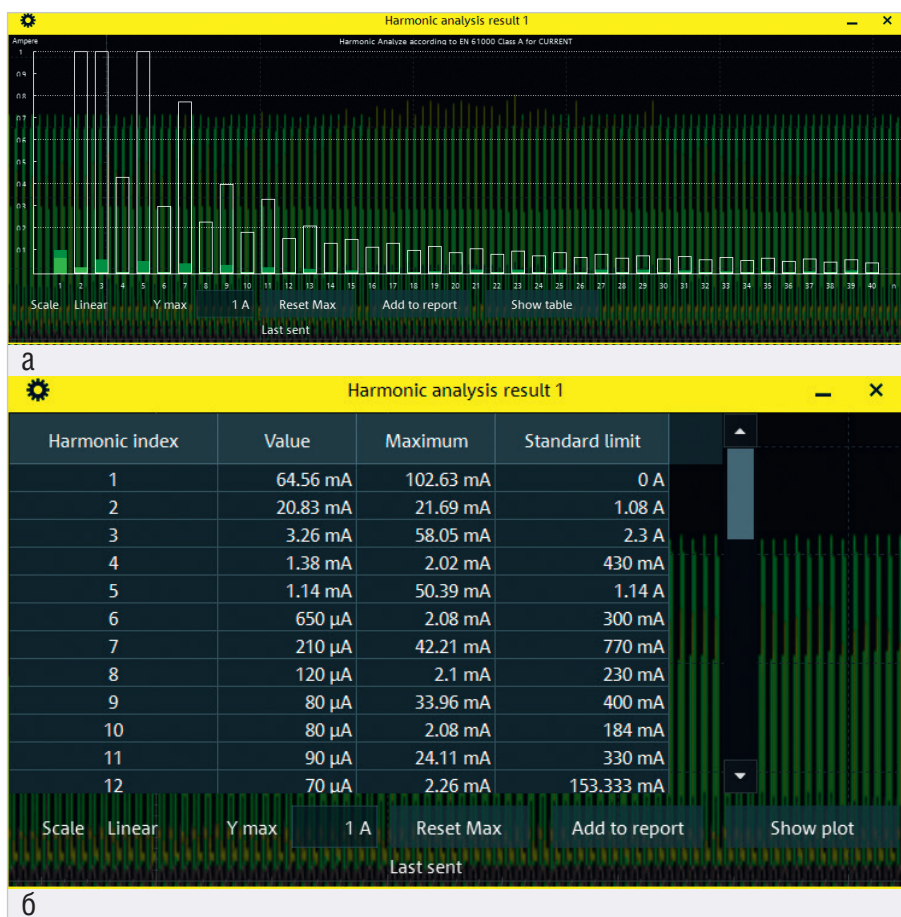 Harmonic analysis result 1
Ampere
Harmonic Analyze according to EN 61000 Class A for CURRENT
1
0.9
0.8
0.7
0.6
0.5
0.4
0.3
0.2
0.1
1 2 3 4 5 6 7 8 9 10 11 12 13 14 15 16 17 18 19 20 21 22 23 24 25 26 27 28 29 30 31 32 33 34 35 36 37 38 39 40 n
Scale Linear Y max 1 A Reset Max Add to report Show table
Last sent
а
Harmonic analysis result 1
Harmonic index Value Maximum Standard limit
1 64.56 mA 102.63 mA 0 A
2 20.83 mA 21.69 mA 1.08 A
3 3.26 mA 58.05 mA 2.3 A
4 1.38 mA 2.02 mA 430 mA
5 1.14 mA 50.39 mA 1.14 A
6 650 µA 2.08 mA 300 mA
7 210 µA 42.21 mA 770 mA
8 120 µA 2.1 mA 230 mA
9 80 µA 33.96 mA 400 mA
10 80 µA 2.08 mA 184 mA
11 90 µA 24.11 mA 330 mA
12 70 µA 2.26 mA 153.333 mA
Scale Linear Y max 1 A Reset Max Add to report Show plot
Last sent
б